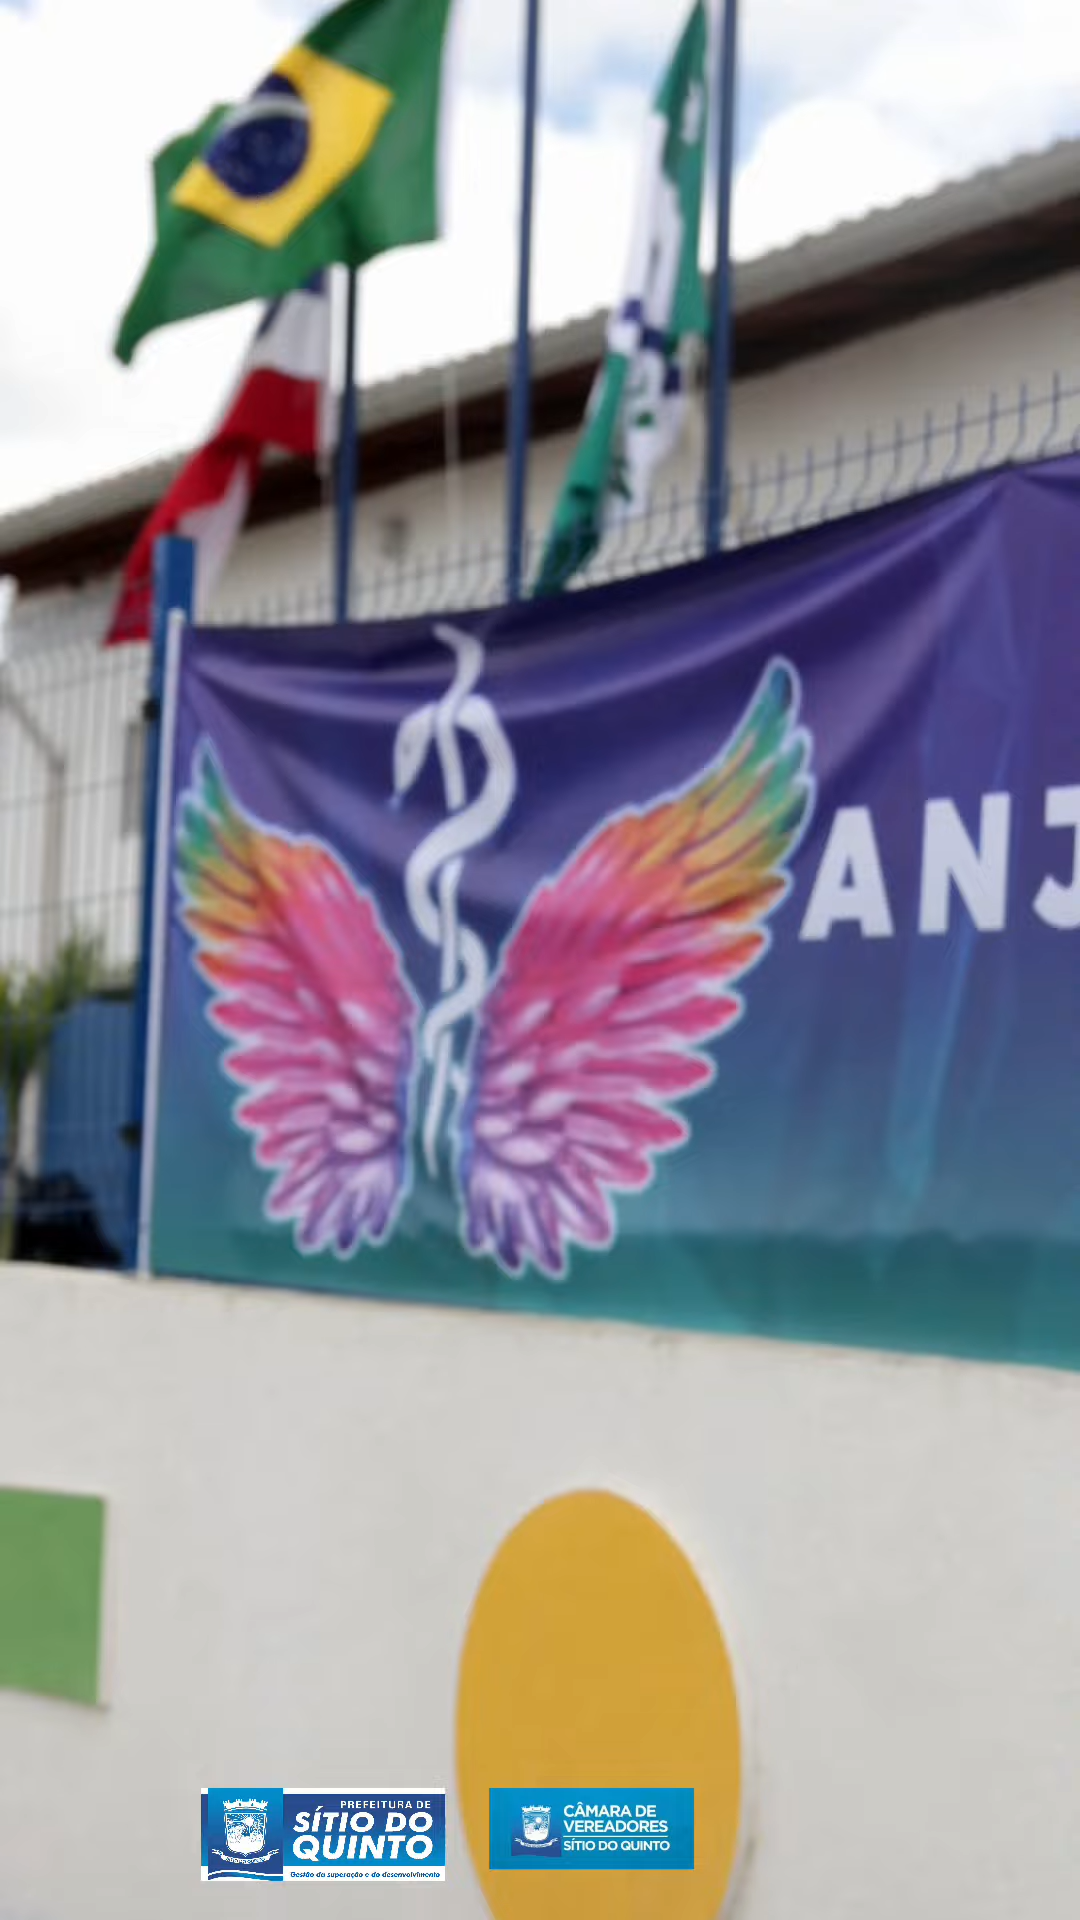 ANJ
PREFEITURA DE
SÍTIO DO
QUINTO
Gestão da superação e do desenvolvimento
CÂMARA DE
VEREADORES
SÍTIO DO QUINTO